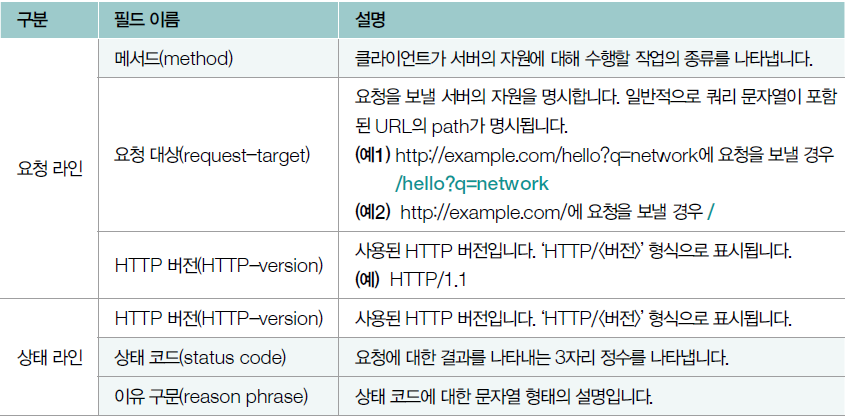 구분 필드 이름 설명
메서드(method) 클라이언트가 서버의 자원에 대해 수행할 작업의 종류를 나타냅니다.
요청 라인
요청 대상(request-target)
요청을 보낼 서버의 자원을 명시합니다. 일반적으로 쿼리 문자열이 포함
된 URL의 path가 명시됩니다.
(예1) http://example.com/hello?q=network에 요청을 보낼 경우
/hello?q=network
(예2) http://example.com/에 요청을 보낼 경우 /
HTTP 버전(HTTP-version)
사용된 HTTP 버전입니다. ‘HTTP/<버전>’ 형식으로 표시됩니다.
(예) HTTP/1.1
상태 라인
HTTP 버전(HTTP-version) 사용된 HTTP 버전입니다. ‘HTTP/<버전>’ 형식으로 표시됩니다.
상태 코드(status code) 요청에 대한 결과를 나타내는 3자리 정수를 나타냅니다.
이유 구문(reason phrase) 상태 코드에 대한 문자열 형태의 설명입니다.